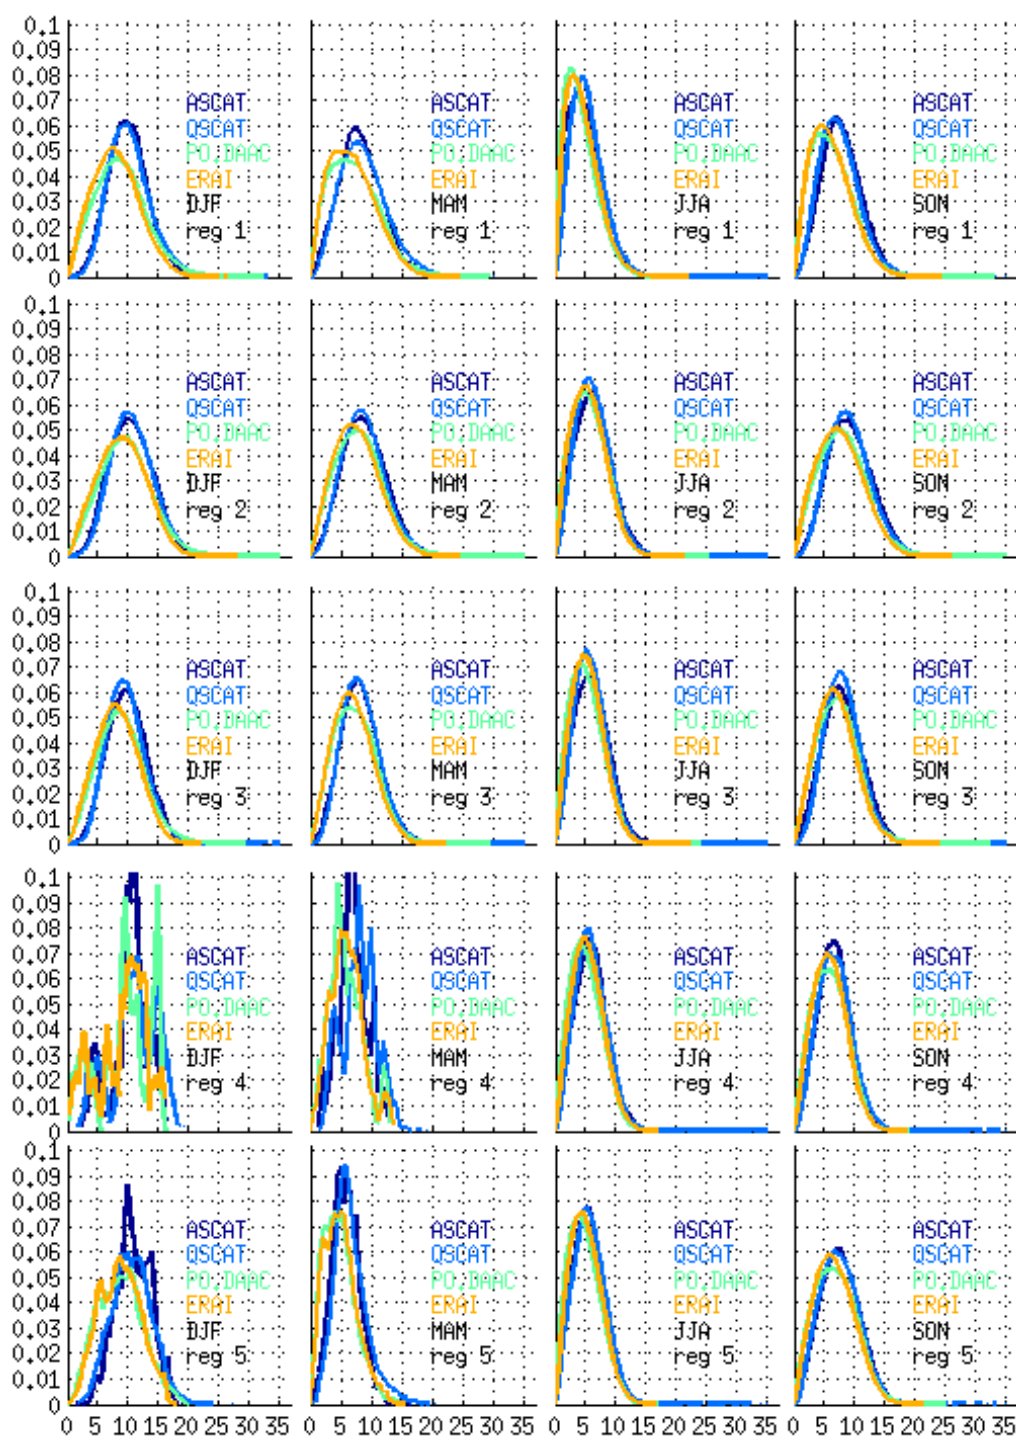 0.1
0.09
0.08
0.07
0.06
0.05
0.04
0.03
0.02
0.01
0
ASCAT
QSCAT
PO.DAAC
ERAI
DJF
reg 1
ASCAT
QSCAT
PO.DAAC
ERAI
MAM
reg 1
ASCAT
QSCAT
PO.DAAC
ERAI
JJA
reg 1
ASCAT
QSCAT
PO.DAAC
ERAI
SON
reg 1
0.1
0.09
0.08
0.07
0.06
0.05
0.04
0.03
0.02
0.01
0
ASCAT
QSCAT
PO.DAAC
ERAI
DJF
reg 2
ASCAT
QSCAT
PO.DAAC
ERAI
MAM
reg 2
ASCAT
QSCAT
PO.DAAC
ERAI
JJA
reg 2
ASCAT
QSCAT
PO.DAAC
ERAI
SON
reg 2
0.1
0.09
0.08
0.07
0.06
0.05
0.04
0.03
0.02
0.01
0
ASCAT
QSCAT
PO.DAAC
ERAI
DJF
reg 3
ASCAT
QSCAT
PO.DAAC
ERAI
MAM
reg 3
ASCAT
QSCAT
PO.DAAC
ERAI
JJA
reg 3
ASCAT
QSCAT
PO.DAAC
ERAI
SON
reg 3
0.1
0.09
0.08
0.07
0.06
0.05
0.04
0.03
0.02
0.01
0
ASCAT
QSCAT
PO.DAAC
ERAI
DJF
reg 4
ASCAT
QSCAT
PO.DAAC
ERAI
MAM
reg 4
ASCAT
QSCAT
PO.DAAC
ERAI
JJA
reg 4
ASCAT
QSCAT
PO.DAAC
ERAI
SON
reg 4
0.1
0.09
0.08
0.07
0.06
0.05
0.04
0.03
0.02
0.01
0
ASCAT
QSCAT
PO.DAAC
ERAI
DJF
reg 5
ASCAT
QSCAT
PO.DAAC
ERAI
MAM
reg 5
ASCAT
QSCAT
PO.DAAC
ERAI
JJA
reg 5
ASCAT
QSCAT
PO.DAAC
ERAI
SON
reg 5
0 5 10 15 20 25 30 35
0 5 10 15 20 25 30 35
0 5 10 15 20 25 30 35
0 5 10 15 20 25 30 35